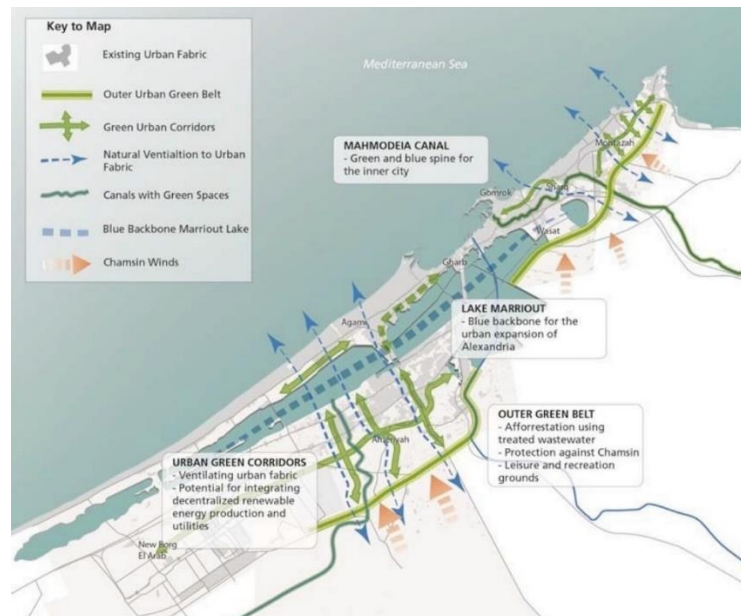 Key to Map
Existing Urban Fabric
Outer Urban Green Belt
Green Urban Corridors
Natural Ventialtion to Urban
Fabric
Canals with Green Spaces
Blue Backbone Marriout Lake
Chamsin Winds
Mediterranean Sea
MAHMODEIA CANAL
- Green and blue spine for
the inner city
Montazah
Sharq
Gomrok
Wasat
Gharb
Agami
LAKE MARRIOUT
- Blue backbone for the
urban expansion of
Alexandria
OUTER GREEN BELT
- Afforrestation using
treated wastewater
- Protection against Chamsin
- Leisure and recreation
grounds
URBAN GREEN CORRIDORS
- Ventilating urban fabric
- Potential for integrating
decentralized renewable
energy production and
utilities
New Borg
El Arab